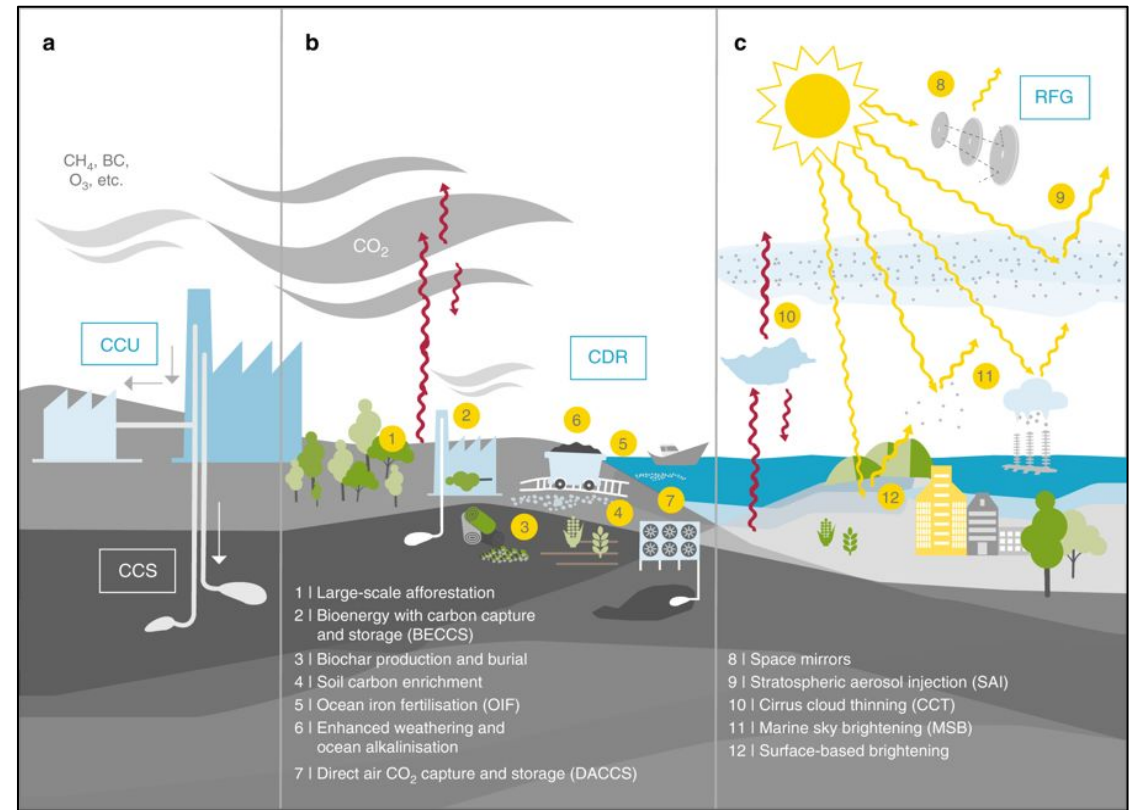 a
CH₄, BC,
O₃, etc.
CCU
CCS
b
CO₂
CDR
1
2
3
4
5
6
7
1 | Large-scale afforestation
2 | Bioenergy with carbon capture
and storage (BECCS)
3 | Biochar production and burial
4 | Soil carbon enrichment
5 | Ocean iron fertilisation (OIF)
6 | Enhanced weathering and
ocean alkalinisation
7 | Direct air CO₂ capture and storage (DACCS)
c
RFG
8
9
10
11
12
8 | Space mirrors
9 | Stratospheric aerosol injection (SAI)
10 | Cirrus cloud thinning (CCT)
11 | Marine sky brightening (MSB)
12 | Surface-based brightening